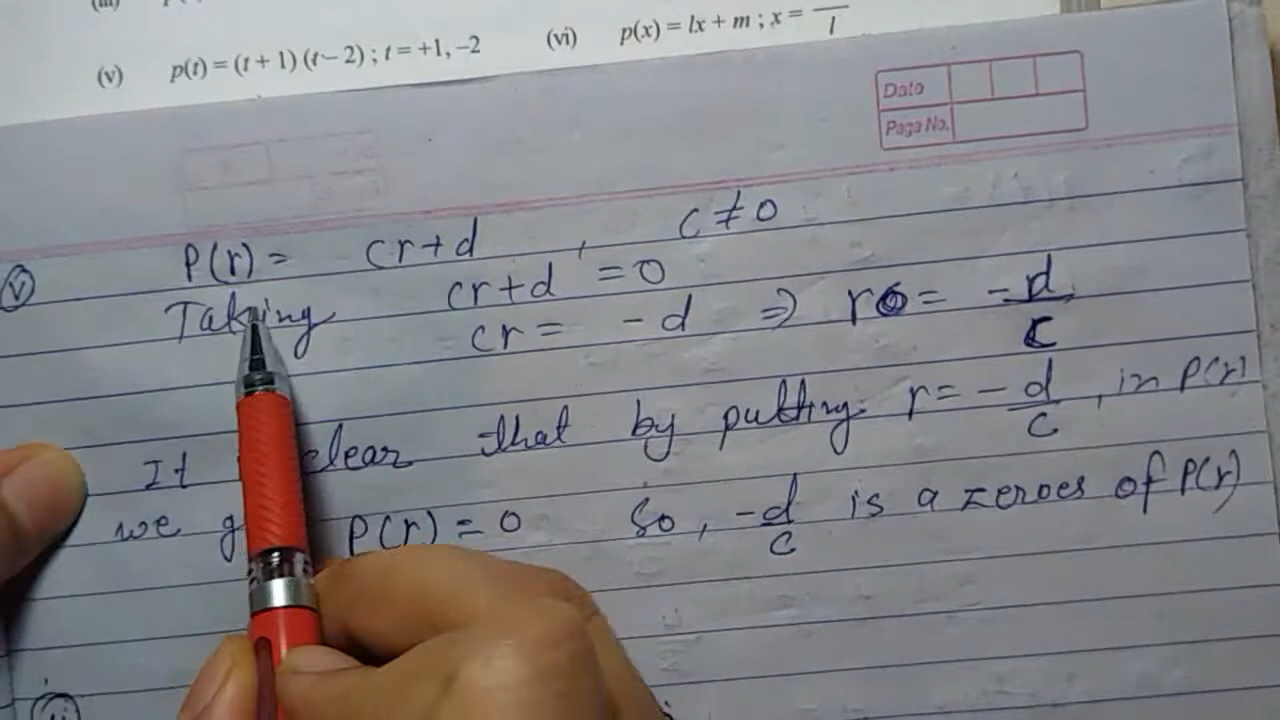 (v) p(t) = (t + 1) (t – 2) ; t = +1, –2
(vi) p(x) = lx + m ; x = — l
Date
Page No.
(v) P(r) = cr + d , c ≠ 0
Taking cr + d = 0
cr = - d ⇒ r = - d/c
It clear that by putting r = - d/c , in P(r)
we P(r) = 0 So, - d/c is a zeroes of P(r)